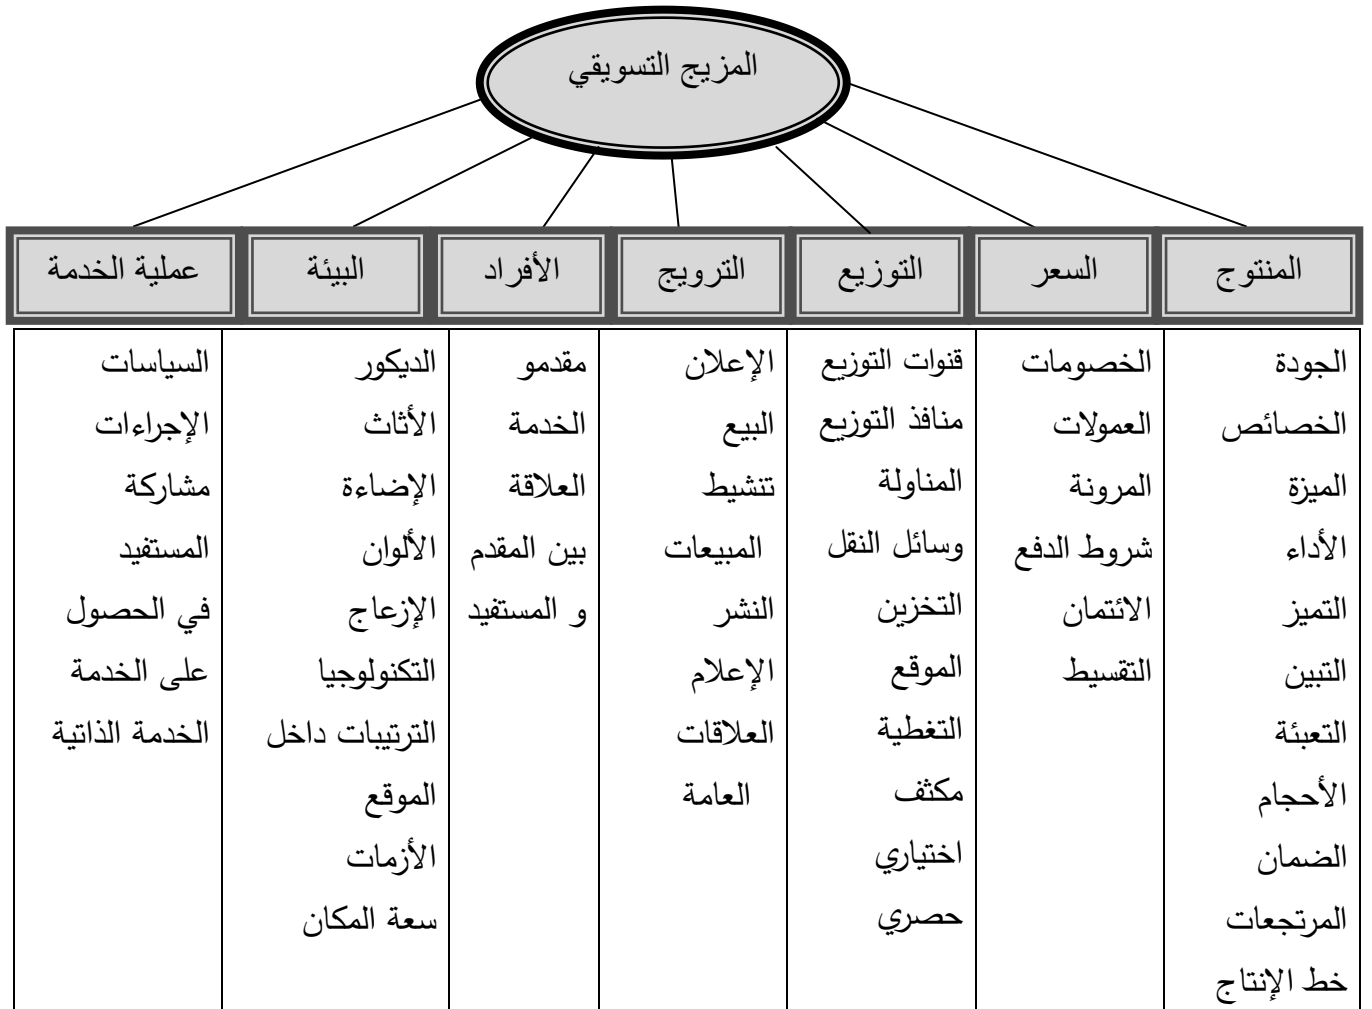 المزيج التسويقي
المنتوج
السعر
التوزيع
الترويج
الأفراد
البيئة
عملية الخدمة
الجودة
الخصائص
الميزة
الأداء
التميز
التبين
التعبئة
الأحجام
الضمان
المرتجعات
خط الإنتاج
الخصومات
العمولات
المرونة
شروط الدفع
الائتمان
التقسيط
قنوات التوزيع
منافذ التوزيع
المناولة
وسائل النقل
التخزين
الموقع
التغطية
مكثف
اختياري
حصري
الإعلان
البيع
تنشيط
المبيعات
النشر
الإعلام
العلاقات
العامة
مقدمو
الخدمة
العلاقة
بين المقدم
و المستفيد
الديكور
الأثاث
الإضاءة
الألوان
الإزعاج
التكنولوجيا
الترتيبات داخل
الموقع
الأزمات
سعة المكان
السياسات
الإجراءات
مشاركة
المستفيد
في الحصول
على الخدمة
الخدمة الذاتية